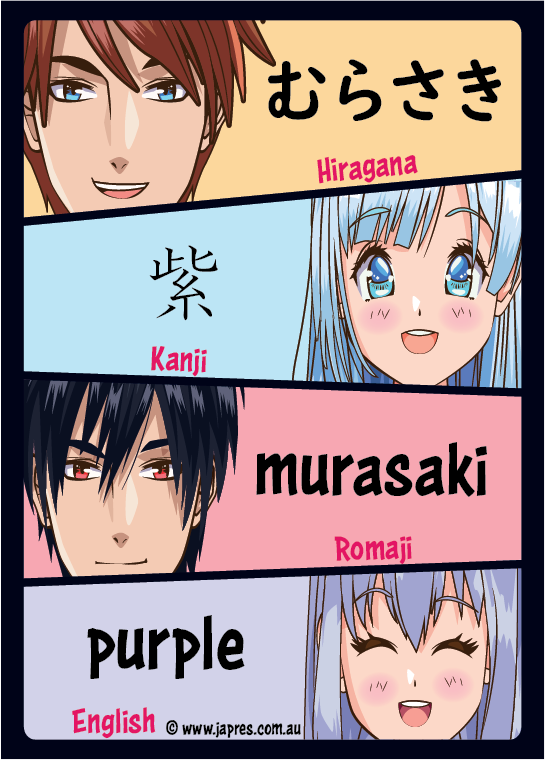 むらさき
Hiragana
紫
Kanji
murasaki
Romaji
purple
English © www.japres.com.au